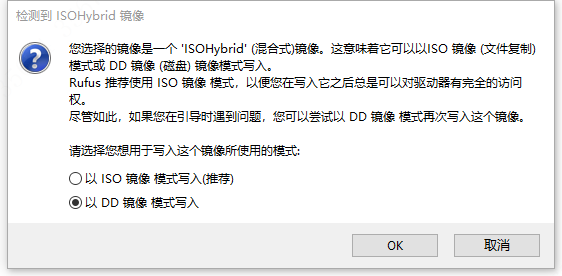 检测到 ISOHybrid 镜像
您选择的镜像是一个 'ISOHybrid' (混合式)镜像。这意味着它可以以ISO 镜像 (文件复制)
模式或 DD 镜像 (磁盘) 镜像模式写入。
Rufus 推荐使用 ISO 镜像 模式，以便您在写入它之后总是可以对驱动器有完全的访问
权。
尽管如此，如果您在引导时遇到问题，您可以尝试以 DD 镜像 模式再次写入这个镜像。
请选择您想用于写入这个镜像所使用的模式:
以 ISO 镜像 模式写入(推荐)
以 DD 镜像 模式写入
OK
取消